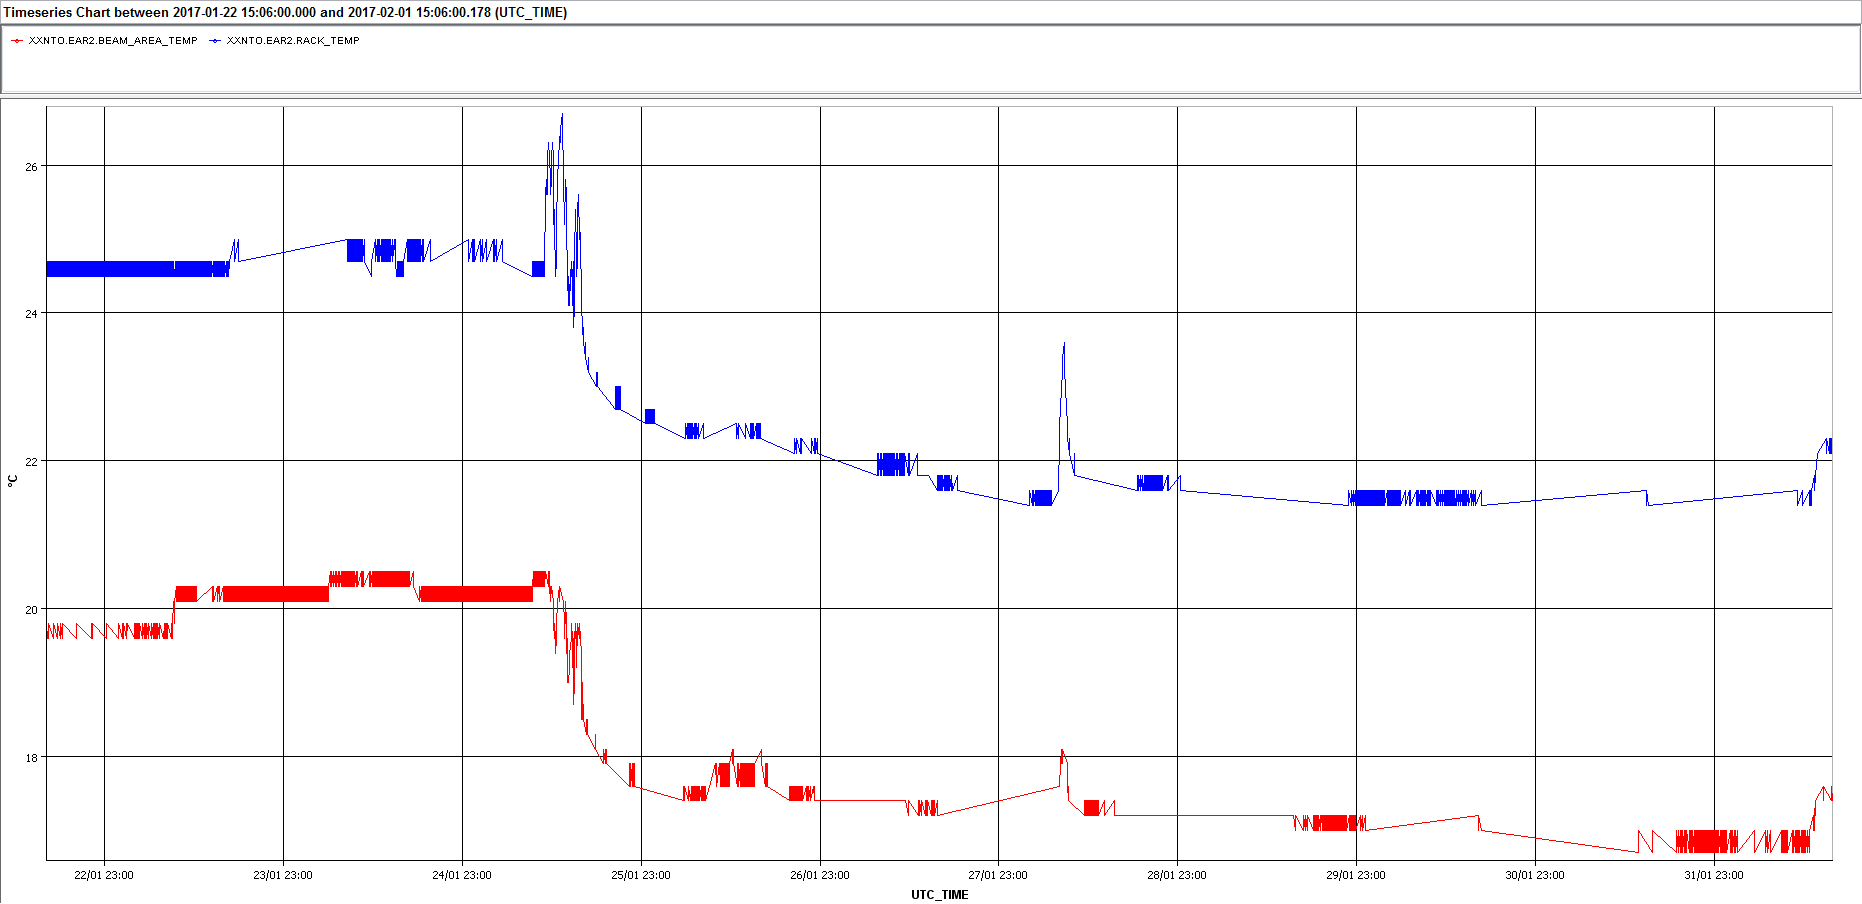 Timeseries Chart between 2017-01-22 15:06:00.000 and 2017-02-01 15:06:00.178 (UTC_TIME)
XXNTO.EAR2.BEAM_AREA_TEMP XXNTO.EAR2.RACK_TEMP
26
24
22
°C
20
18
22/01 23:00 23/01 23:00 24/01 23:00 25/01 23:00 26/01 23:00 27/01 23:00 28/01 23:00 29/01 23:00 30/01 23:00 31/01 23:00
UTC_TIME